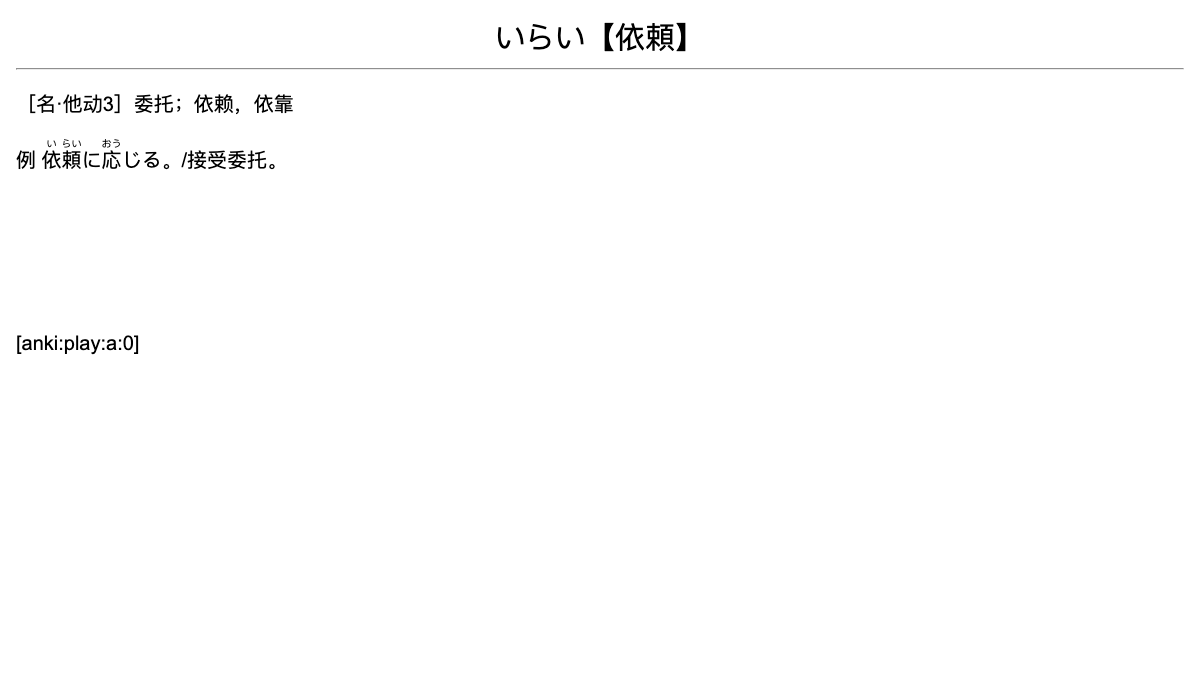 いらい【依頼】
［名·他动3］委托；依赖，依靠
例 依頼に応じる。/接受委托。
い らい おう
[anki:play:a:0]